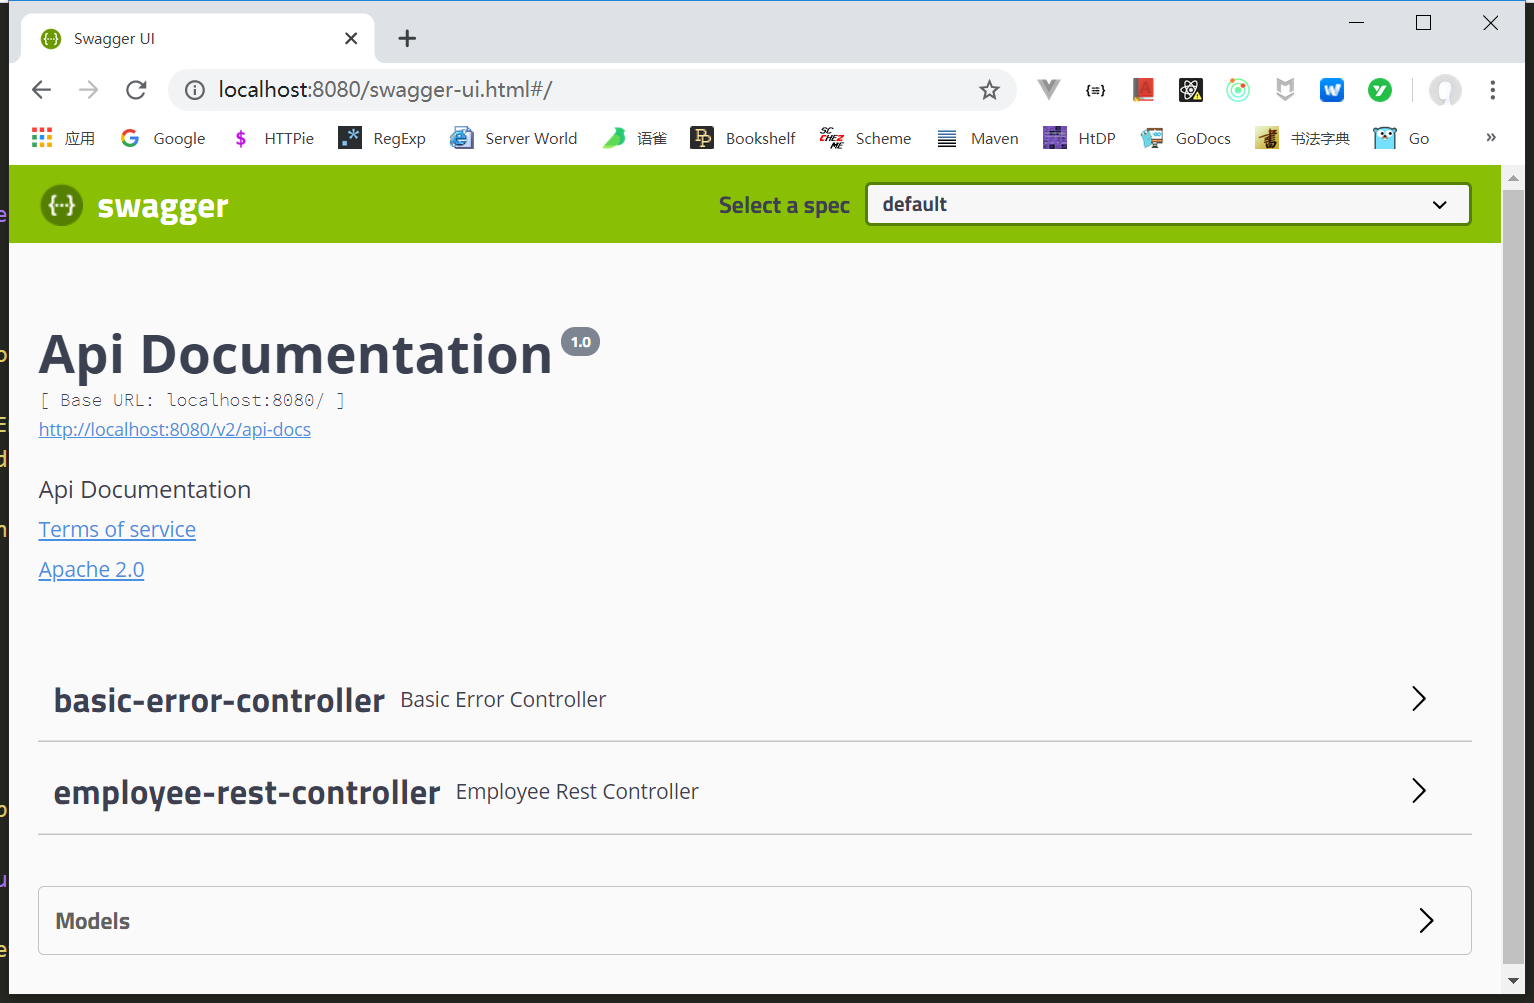 Swagger UI
localhost:8080/swagger-ui.html#/
应用 Google HTTPie RegExp Server World 语雀 Bookshelf Scheme Maven HtDP GoDocs 书法字典 Go »
swagger Select a spec default
Api Documentation 1.0
[ Base URL: localhost:8080/ ]
http://localhost:8080/v2/api-docs
Api Documentation
Terms of service
Apache 2.0
basic-error-controller Basic Error Controller
employee-rest-controller Employee Rest Controller
Models